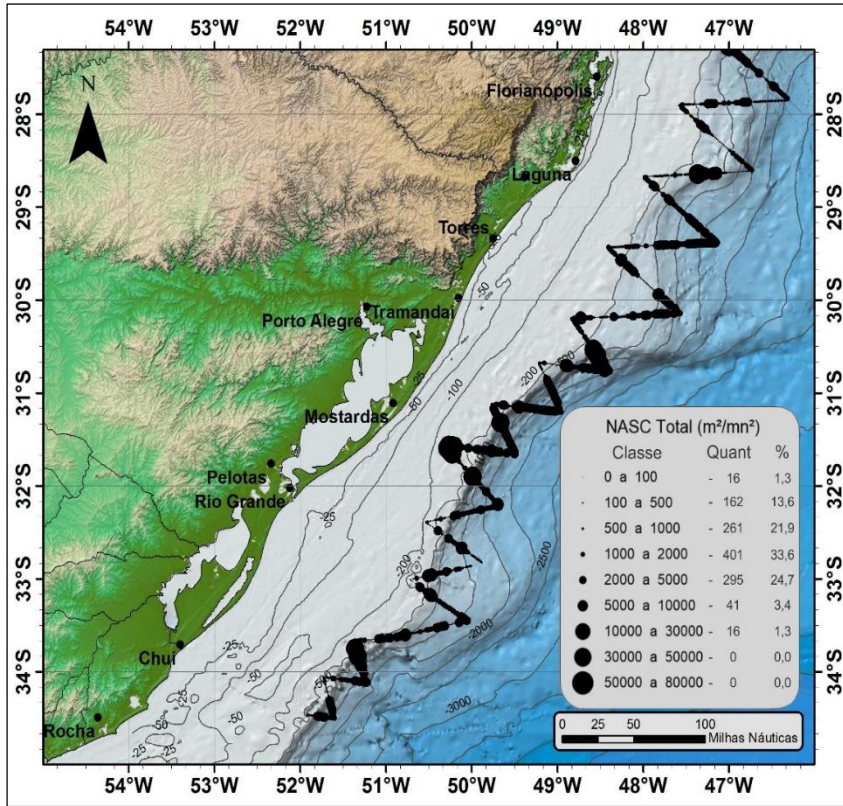 54°W 53°W 52°W 51°W 50°W 49°W 48°W 47°W
28°S
29°S
30°S
31°S
32°S
33°S
34°S
N
Florianópolis
Laguna
Torres
Tramandaí
Porto Alegre
Mostardas
Pelotas
Rio Grande
Chuí
Rocha
-50
-25
-50
-100
-200
-25
-200
-2500
-2000
-3000
-25
-25
-50
-50
-25
-25
-50
NASC Total (m²/mn²)
Classe Quant %
0 a 100 - 16 1,3
100 a 500 - 162 13,6
500 a 1000 - 261 21,9
1000 a 2000 - 401 33,6
2000 a 5000 - 295 24,7
5000 a 10000 - 41 3,4
10000 a 30000 - 16 1,3
30000 a 50000 - 0 0,0
50000 a 80000 - 0 0,0
0 25 50 100
Milhas Náuticas
28°S
29°S
30°S
31°S
32°S
33°S
34°S
54°W 53°W 52°W 51°W 50°W 49°W 48°W 47°W